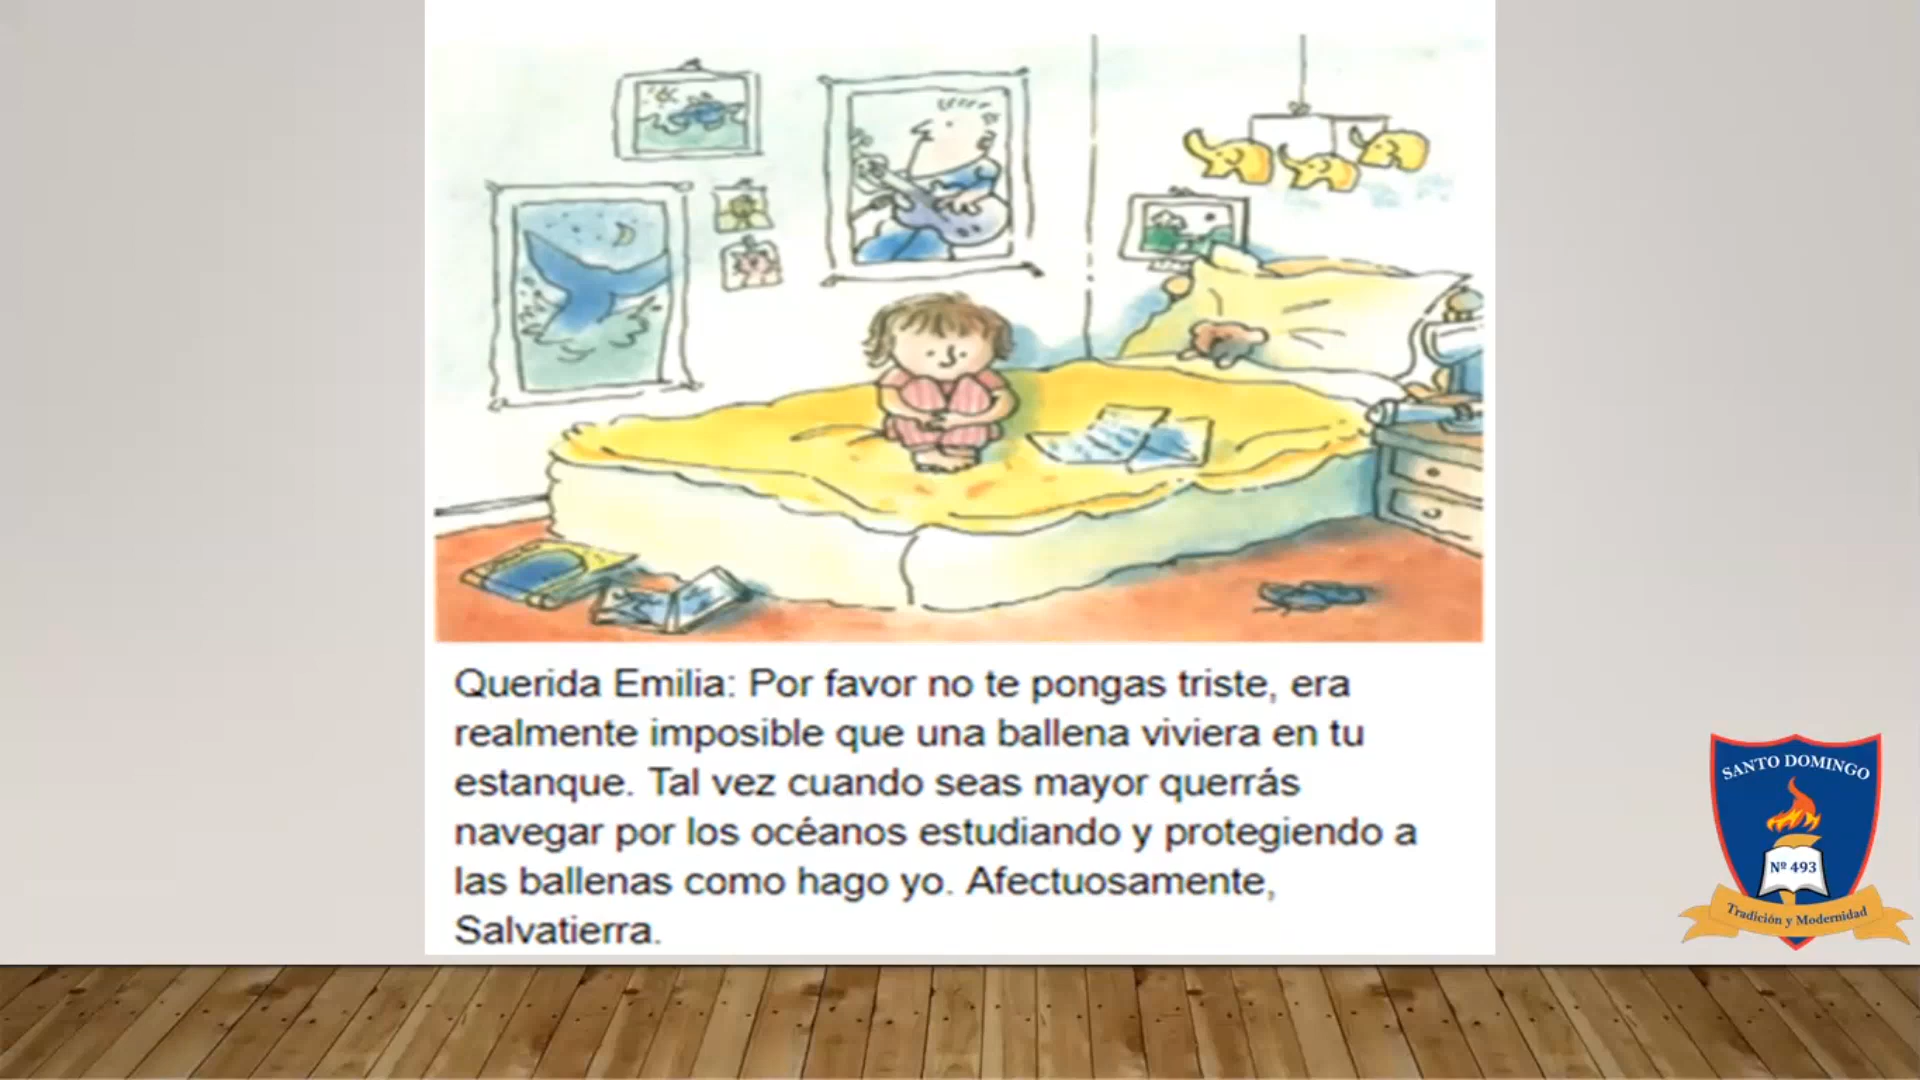 Querida Emilia: Por favor no te pongas triste, era
realmente imposible que una ballena viviera en tu
estanque. Tal vez cuando seas mayor querrás
navegar por los océanos estudiando y protegiendo a
las ballenas como hago yo. Afectuosamente,
Salvatierra.
SANTO DOMINGO
Nº 493
Tradición y Modernidad